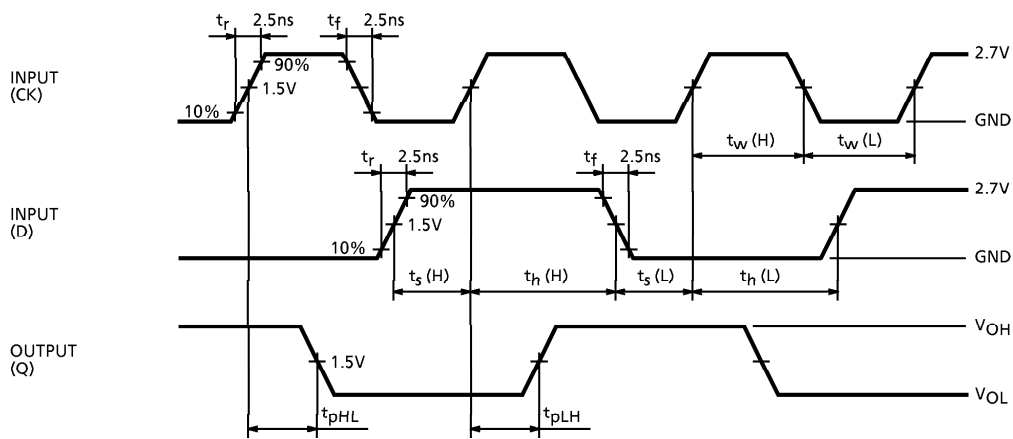 tr 2.5ns tf 2.5ns
INPUT
(CK)
90%
1.5V
10%
2.7V
GND
tw (H) tw (L)
tr 2.5ns tf 2.5ns
INPUT
(D)
90%
1.5V
10%
2.7V
GND
ts (H) th (H) ts (L) th (L)
OUTPUT
(Q)
1.5V
VOH
VOL
tpHL tpLH